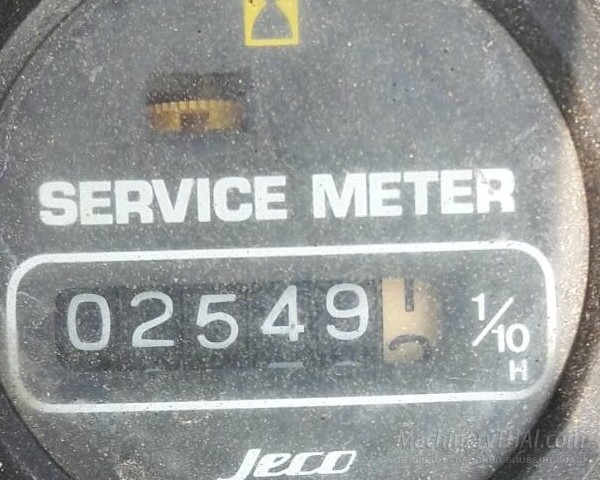 SERVICE METER
02549 1/10
H
Jeco